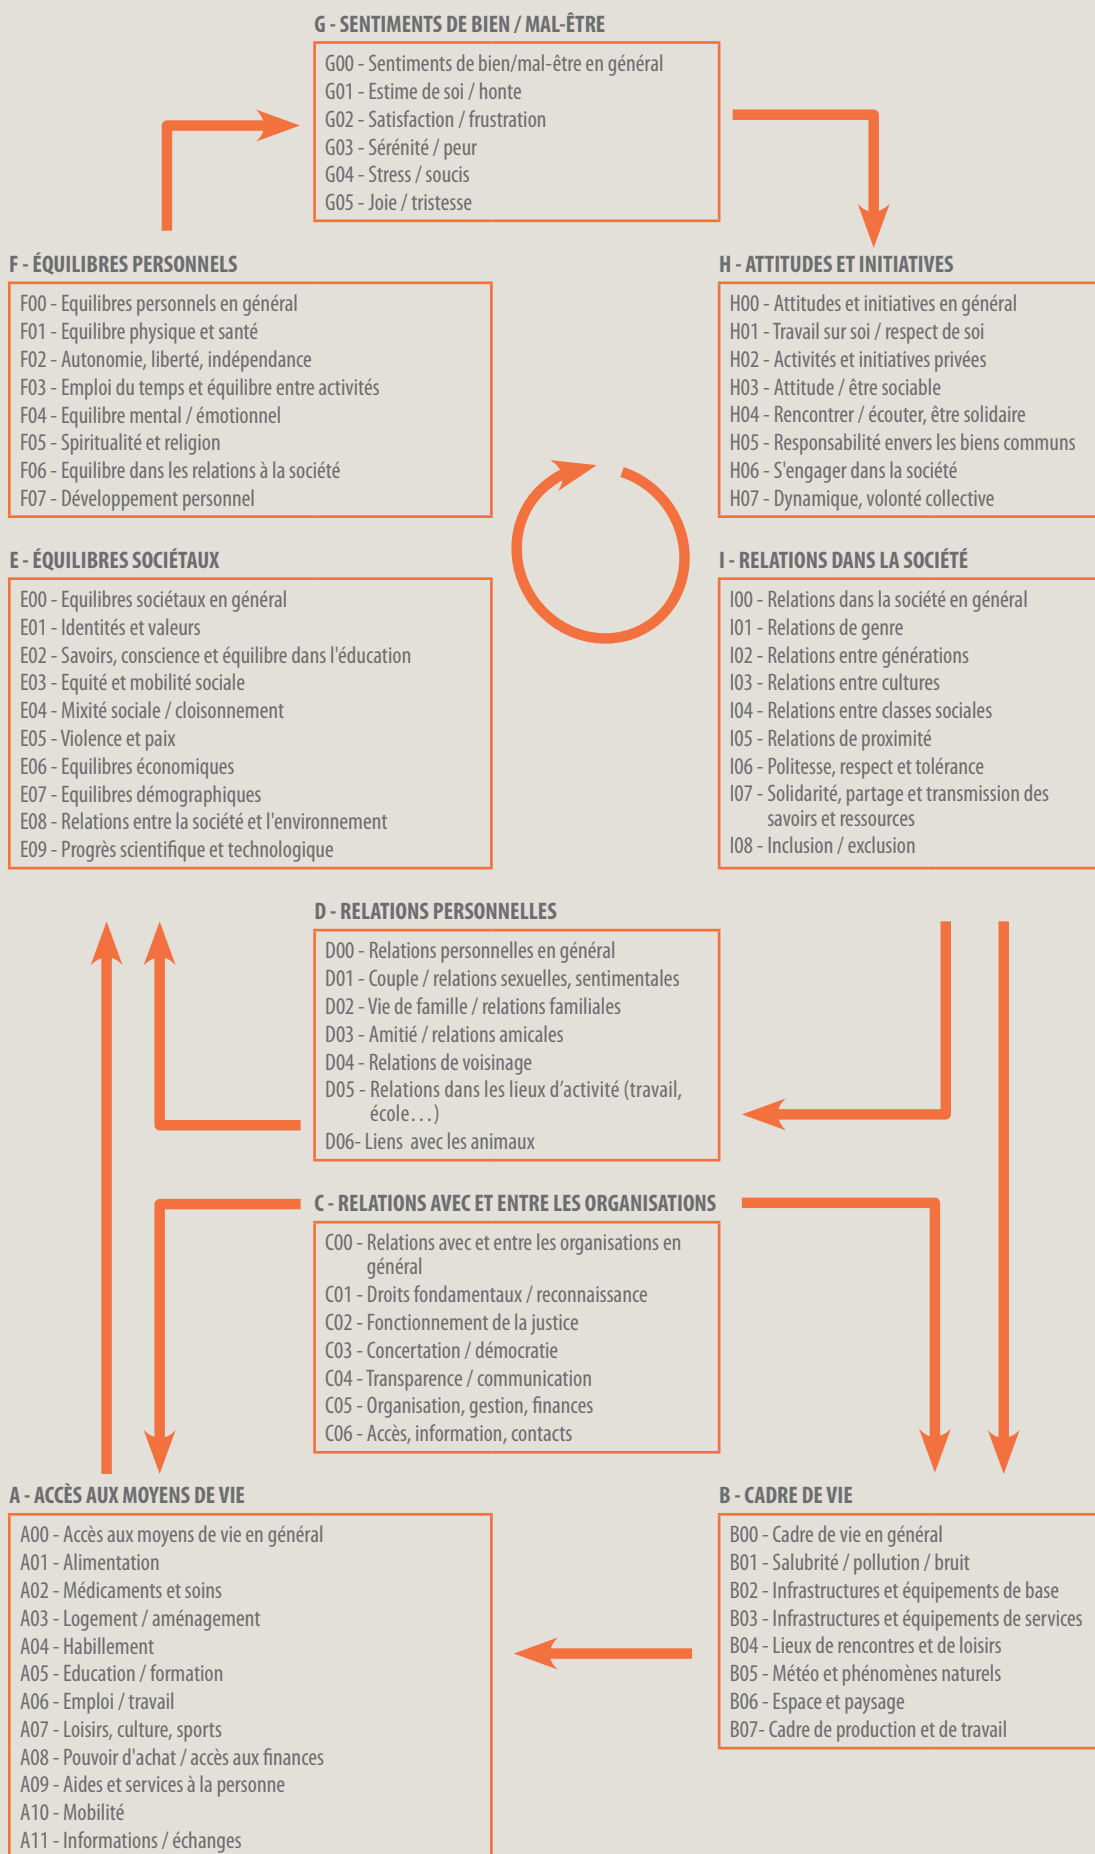 G - SENTIMENTS DE BIEN / MAL-ÊTRE
G00 - Sentiments de bien/mal-être en général
G01 - Estime de soi / honte
G02 - Satisfaction / frustration
G03 - Sérénité / peur
G04 - Stress / soucis
G05 - Joie / tristesse
F - ÉQUILIBRES PERSONNELS
F00 - Equilibres personnels en général
F01 - Equilibre physique et santé
F02 - Autonomie, liberté, indépendance
F03 - Emploi du temps et équilibre entre activités
F04 - Equilibre mental / émotionnel
F05 - Spiritualité et religion
F06 - Equilibre dans les relations à la société
F07 - Développement personnel
H - ATTITUDES ET INITIATIVES
H00 - Attitudes et initiatives en général
H01 - Travail sur soi / respect de soi
H02 - Activités et initiatives privées
H03 - Attitude / être sociable
H04 - Rencontrer / écouter, être solidaire
H05 - Responsabilité envers les biens communs
H06 - S'engager dans la société
H07 - Dynamique, volonté collective
E - ÉQUILIBRES SOCIÉTAUX
E00 - Equilibres sociétaux en général
E01 - Identités et valeurs
E02 - Savoirs, conscience et équilibre dans l'éducation
E03 - Equité et mobilité sociale
E04 - Mixité sociale / cloisonnement
E05 - Violence et paix
E06 - Equilibres économiques
E07 - Equilibres démographiques
E08 - Relations entre la société et l'environnement
E09 - Progrès scientifique et technologique
I - RELATIONS DANS LA SOCIÉTÉ
I00 - Relations dans la société en général
I01 - Relations de genre
I02 - Relations entre générations
I03 - Relations entre cultures
I04 - Relations entre classes sociales
I05 - Relations de proximité
I06 - Politesse, respect et tolérance
I07 - Solidarité, partage et transmission des
savoirs et ressources
I08 - Inclusion / exclusion
D - RELATIONS PERSONNELLES
D00 - Relations personnelles en général
D01 - Couple / relations sexuelles, sentimentales
D02 - Vie de famille / relations familiales
D03 - Amitié / relations amicales
D04 - Relations de voisinage
D05 - Relations dans les lieux d’activité (travail,
école…)
D06- Liens avec les animaux
C - RELATIONS AVEC ET ENTRE LES ORGANISATIONS
C00 - Relations avec et entre les organisations en
général
C01 - Droits fondamentaux / reconnaissance
C02 - Fonctionnement de la justice
C03 - Concertation / démocratie
C04 - Transparence / communication
C05 - Organisation, gestion, finances
C06 - Accès, information, contacts
A - ACCÈS AUX MOYENS DE VIE
A00 - Accès aux moyens de vie en général
A01 - Alimentation
A02 - Médicaments et soins
A03 - Logement / aménagement
A04 - Habillement
A05 - Education / formation
A06 - Emploi / travail
A07 - Loisirs, culture, sports
A08 - Pouvoir d'achat / accès aux finances
A09 - Aides et services à la personne
A10 - Mobilité
A11 - Informations / échanges
B - CADRE DE VIE
B00 - Cadre de vie en général
B01 - Salubrité / pollution / bruit
B02 - Infrastructures et équipements de base
B03 - Infrastructures et équipements de services
B04 - Lieux de rencontres et de loisirs
B05 - Météo et phénomènes naturels
B06 - Espace et paysage
B07- Cadre de production et de travail